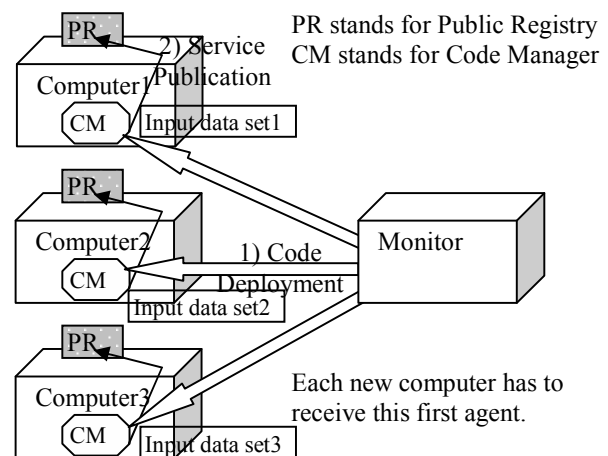 PR
2) Service
Publication
PR stands for Public Registry
CM stands for Code Manager
Computer1
CM
Input data set1
PR
Computer2
CM
Input data set2
1) Code
Deployment
Monitor
PR
Computer3
CM
Input data set3
Each new computer has to
receive this first agent.